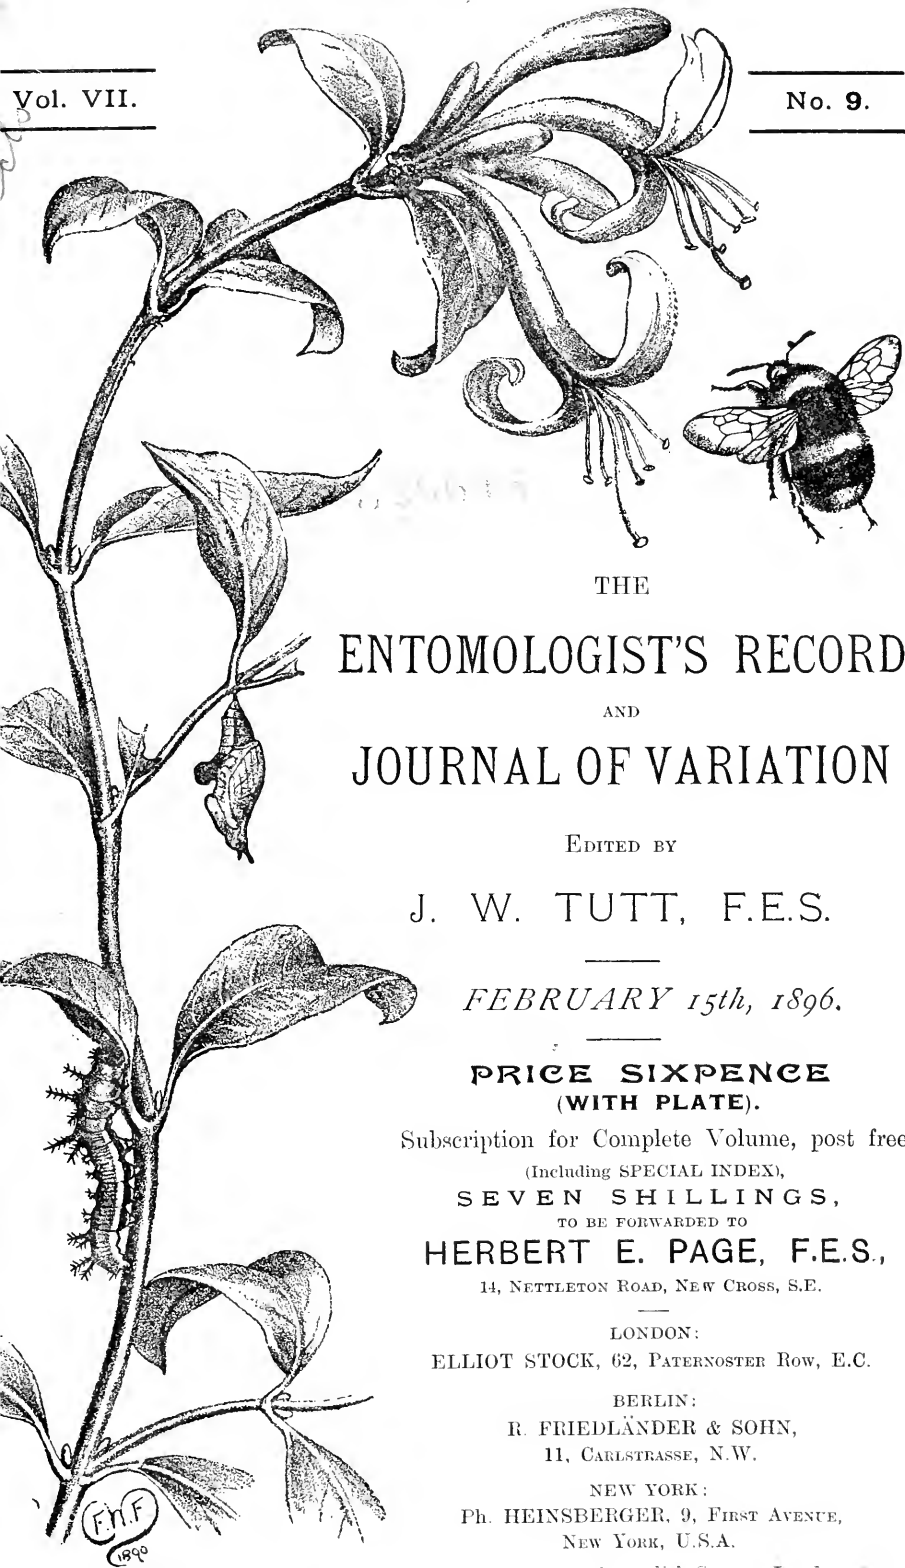 Vol. VII.
No. 9.
THE
ENTOMOLOGIST'S RECORD
AND
JOURNAL OF VARIATION
EDITED BY
J. W. TUTT, F.E.S.
FEBRUARY 15th, 1896.
PRICE SIXPENCE
(WITH PLATE).
Subscription for Complete Volume, post free
(Including SPECIAL INDEX),
SEVEN SHILLINGS,
TO BE FORWARDED TO
HERBERT E. PAGE, F.E.S.,
14, NETTLETON ROAD, NEW CROSS, S.E.
LONDON:
ELLIOT STOCK, 62, PATERNOSTER ROW, E.C.
BERLIN:
R. FRIEDLÄNDER & SOHN,
11, CARLSTRASSE, N.W.
NEW YORK:
Ph. HEINSBERGER, 9, FIRST AVENUE,
NEW YORK, U.S.A.
F.W.F
1890